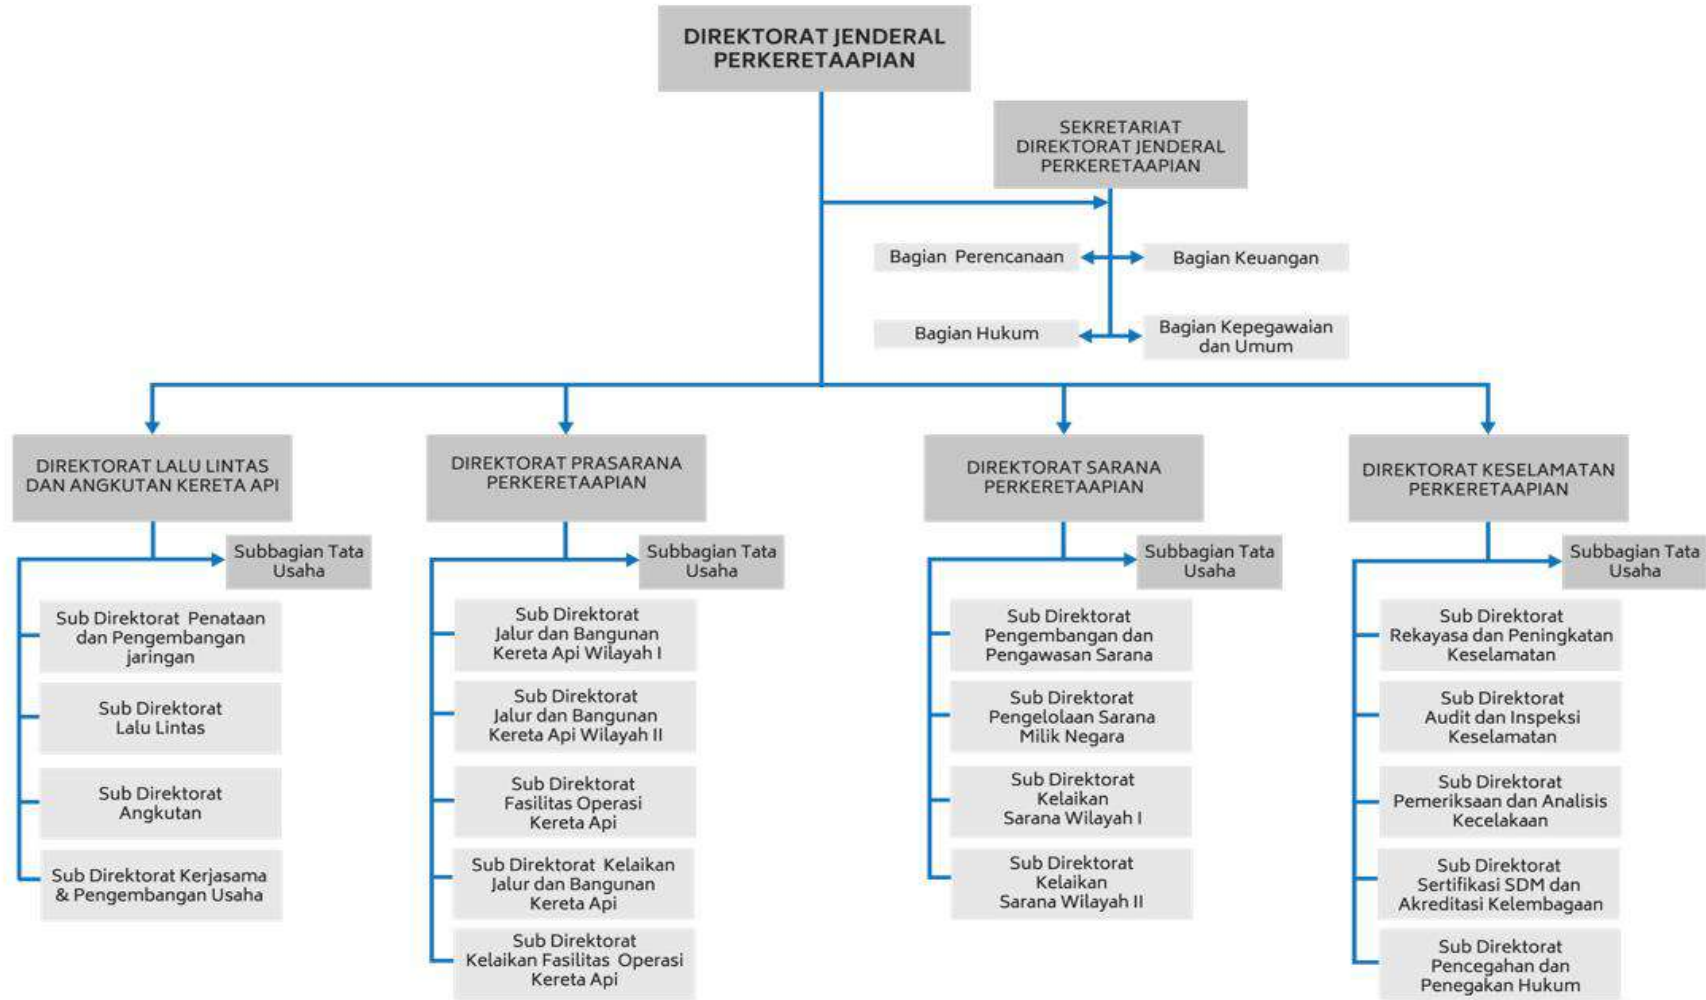 DIREKTORAT JENDERAL
PERKERETAAPIAN
SEKRETARIAT
DIREKTORAT JENDERAL
PERKERETAAPIAN
Bagian Perencanaan
Bagian Keuangan
Bagian Hukum
Bagian Kepegawaian
dan Umum
DIREKTORAT LALU LINTAS
DAN ANGKUTAN KERETA API
Subbagian Tata
Usaha
Sub Direktorat Penataan
dan Pengembangan
jaringan
Sub Direktorat
Lalu Lintas
Sub Direktorat
Angkutan
Sub Direktorat Kerjasama
& Pengembangan Usaha
DIREKTORAT PRASARANA
PERKERETAAPIAN
Subbagian Tata
Usaha
Sub Direktorat
Jalur dan Bangunan
Kereta Api Wilayah I
Sub Direktorat
Jalur dan Bangunan
Kereta Api Wilayah II
Sub Direktorat
Fasilitas Operasi
Kereta Api
Sub Direktorat Kelaikan
Jalur dan Bangunan
Kereta Api
Sub Direktorat
Kelaikan Fasilitas Operasi
Kereta Api
DIREKTORAT SARANA
PERKERETAAPIAN
Subbagian Tata
Usaha
Sub Direktorat
Pengembangan dan
Pengawasan Sarana
Sub Direktorat
Pengelolaan Sarana
Milik Negara
Sub Direktorat
Kelaikan
Sarana Wilayah I
Sub Direktorat
Kelaikan
Sarana Wilayah II
DIREKTORAT KESELAMATAN
PERKERETAAPIAN
Subbagian Tata
Usaha
Sub Direktorat
Rekayasa dan Peningkatan
Keselamatan
Sub Direktorat
Audit dan Inspeksi
Keselamatan
Sub Direktorat
Pemeriksaan dan Analisis
Kecelakaan
Sub Direktorat
Sertifikasi SDM dan
Akreditasi Kelembagaan
Sub Direktorat
Pencegahan dan
Penegakan Hukum